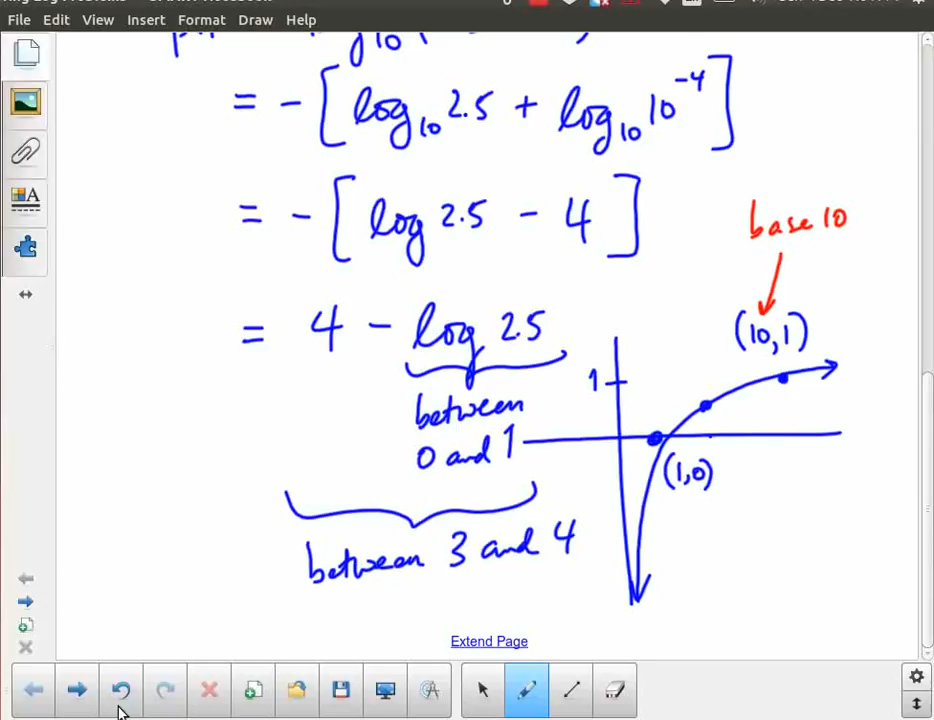 File Edit View Insert Format Draw Help
= - [ log₁₀ 2.5 + log₁₀ 10⁻⁴ ]
= - [ log 2.5 - 4 ]
base 10
= 4 - log 2.5
(10,1)
1
between
0 and 1
(1,0)
between 3 and 4
Extend Page